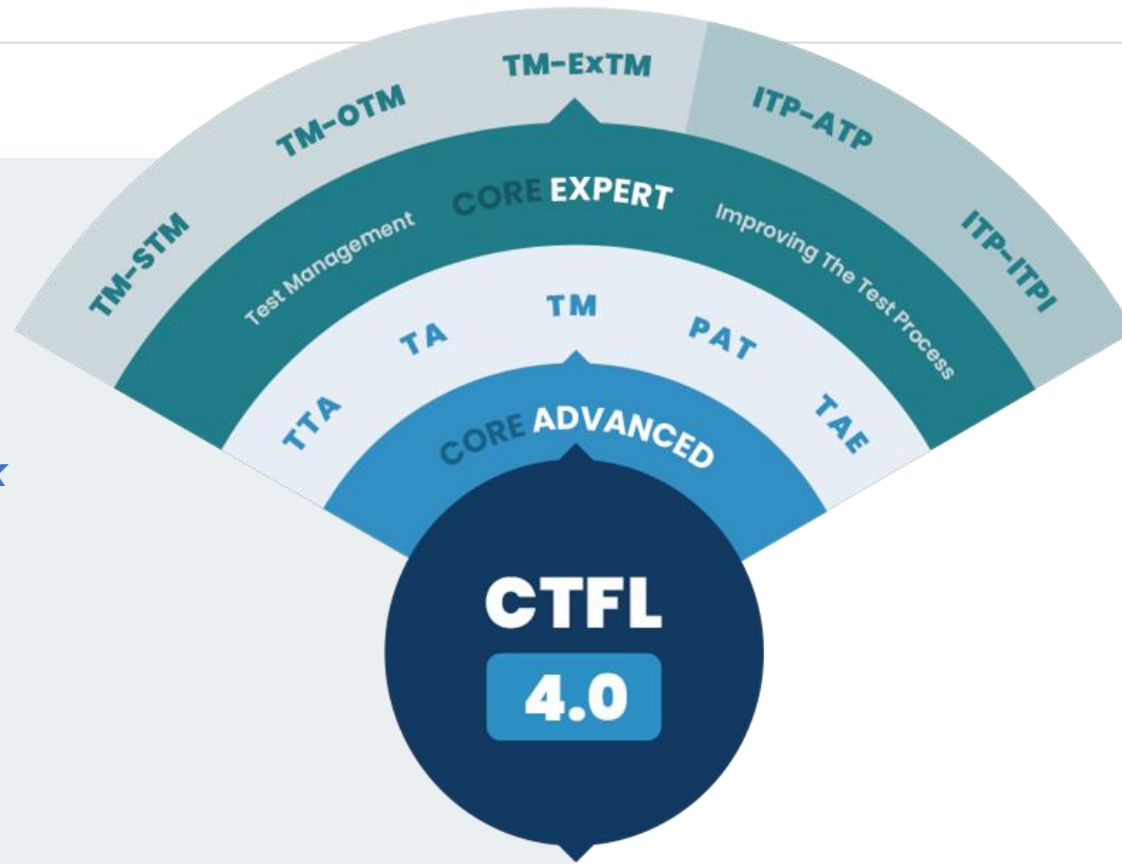 TM-STM
TM-OTM
TM-ExTM
ITP-ATP
ITP-ITPI
CORE EXPERT
Test Management
Improving The Test Process
TTA
TA
TM
PAT
TAE
CORE ADVANCED
CTFL
4.0